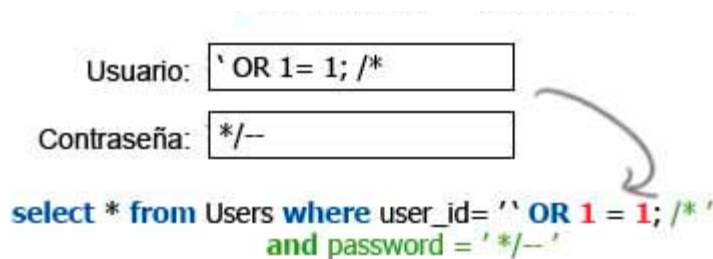 Usuario: ` OR 1= 1; /*
Contraseña: */--
select * from Users where user_id= '` OR 1 = 1; /* '
and password = ' */-- '